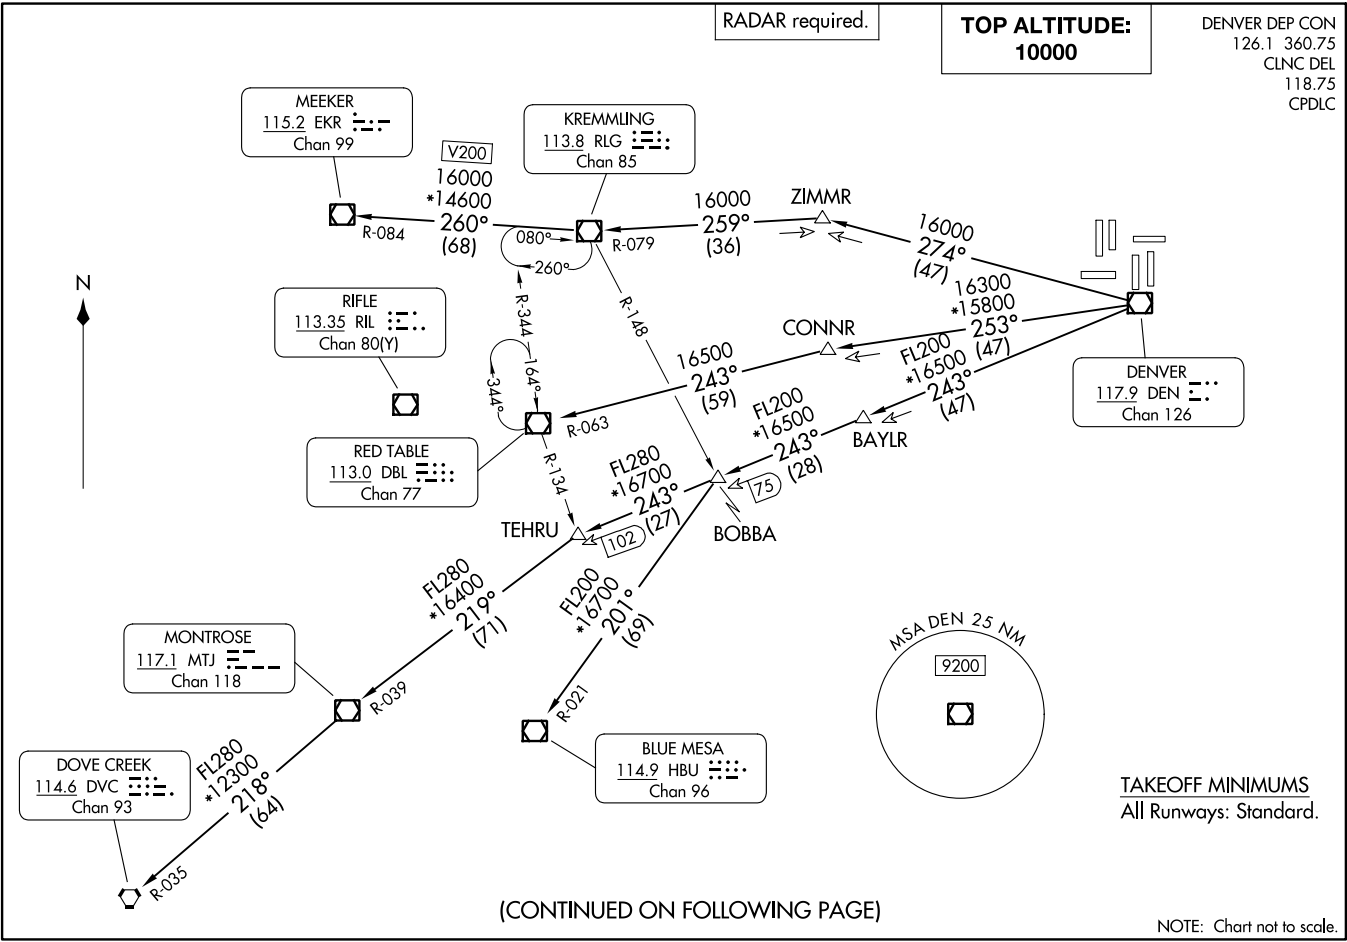 RADAR required.
TOP ALTITUDE:
10000
DENVER DEP CON
126.1 360.75
CLNC DEL
118.75
CPDLC
MEEKER
115.2 EKR
Chan 99
KREMMLING
113.8 RLG
Chan 85
V200
16000
*14600
260°
(68)
R-084
080°
260°
R-079
16000
259°
(36)
ZIMMR
16000
274°
(47)
N
RIFLE
113.35 RIL
Chan 80(Y)
R-344
164°
344°
R-148
CONNR
16300
*15800
253°
(47)
16500
243°
(59)
R-063
FL200
*16500
243°
(47)
DENVER
117.9 DEN
Chan 126
BAYLR
FL200
*16500
243°
(28)
75
BOBBA
RED TABLE
113.0 DBL
Chan 77
R-134
FL280
*16700
243°
(27)
102
TEHRU
FL280
*16400
219°
(71)
FL200
*16700
201°
(69)
MONTROSE
117.1 MTJ
Chan 118
R-039
R-021
BLUE MESA
114.9 HBU
Chan 96
MSA DEN 25 NM
9200
DOVE CREEK
114.6 DVC
Chan 93
FL280
*12300
218°
(64)
R-035
TAKEOFF MINIMUMS
All Runways: Standard.
(CONTINUED ON FOLLOWING PAGE)
NOTE: Chart not to scale.